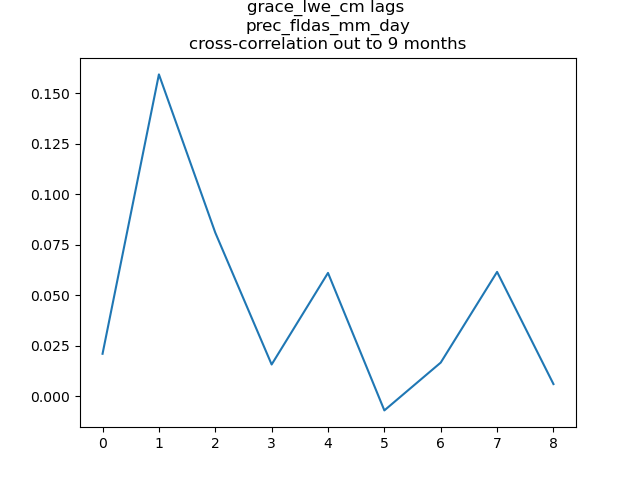 grace_lwe_cm lags
prec_fldas_mm_day
cross-correlation out to 9 months
0.150
0.125
0.100
0.075
0.050
0.025
0.000
0 1 2 3 4 5 6 7 8